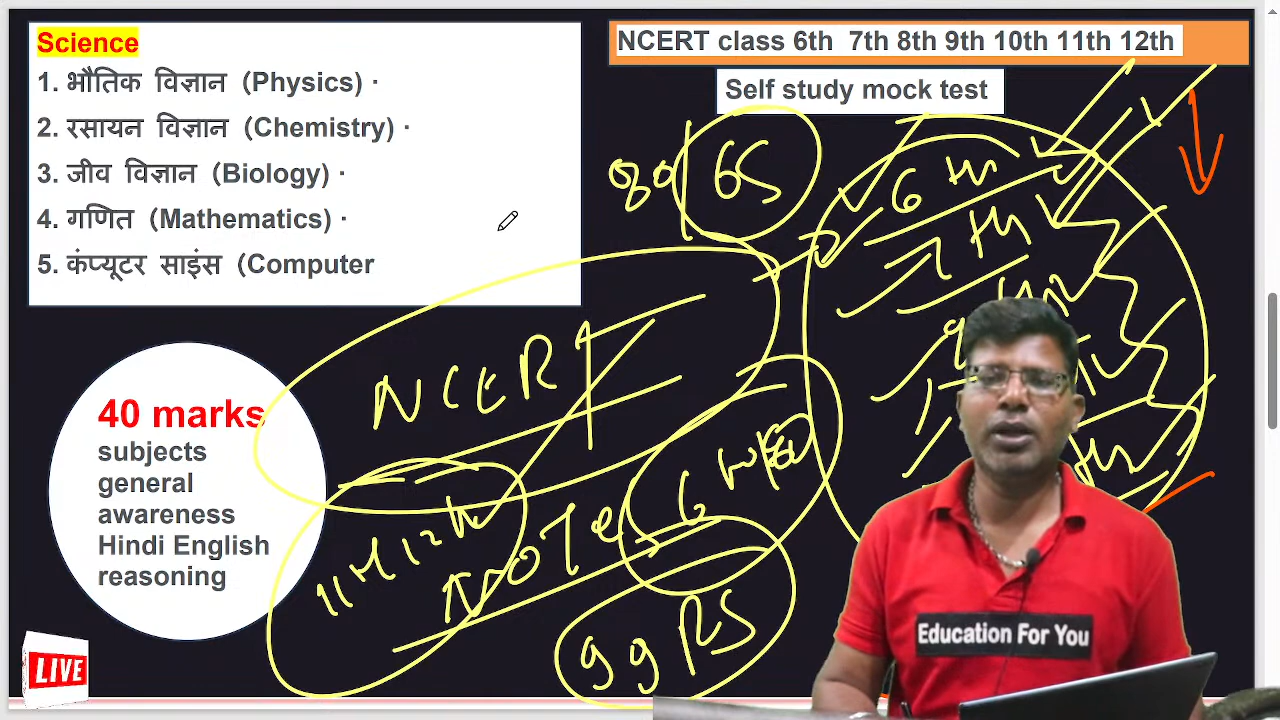 Science
1. भौतिक विज्ञान (Physics) ·
2. रसायन विज्ञान (Chemistry) ·
3. जीव विज्ञान (Biology) ·
4. गणित (Mathematics) ·
5. कंप्यूटर साइंस (Computer
NCERT class 6th 7th 8th 9th 10th 11th 12th
Self study mock test
65
6th
7th
NCERT
40 marks
subjects
general
awareness
Hindi English
reasoning
11th 12th
NOTES
99 RS
Education For You
LIVE